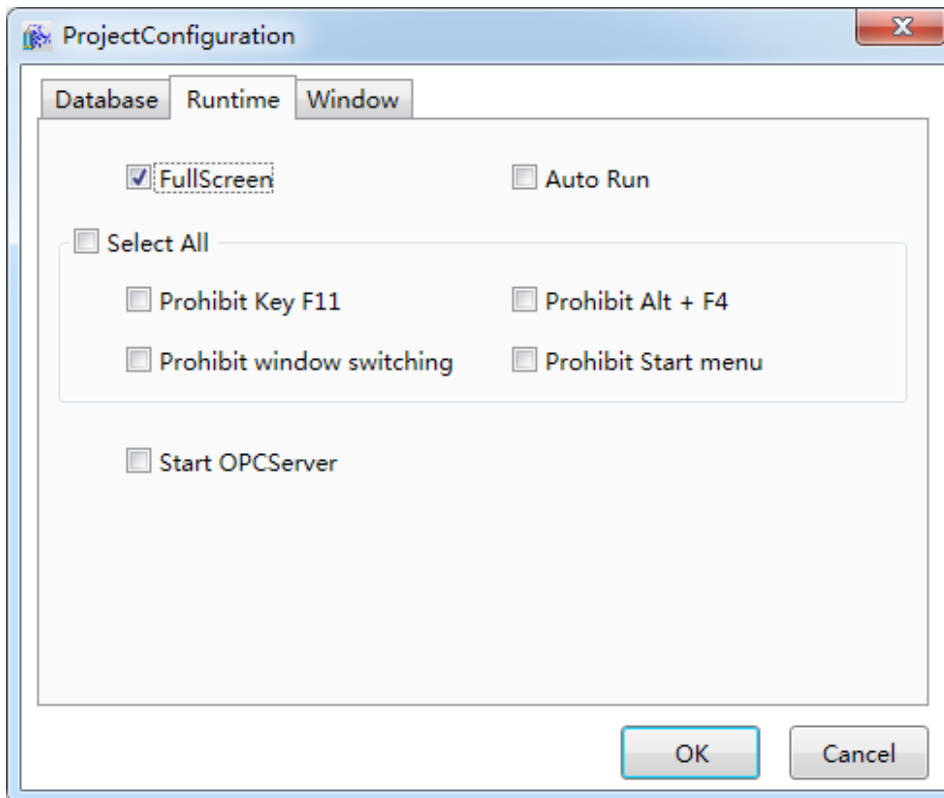 ProjectConfiguration
Database Runtime Window
FullScreen Auto Run
Select All
Prohibit Key F11 Prohibit Alt + F4
Prohibit window switching Prohibit Start menu
Start OPCServer
OK Cancel